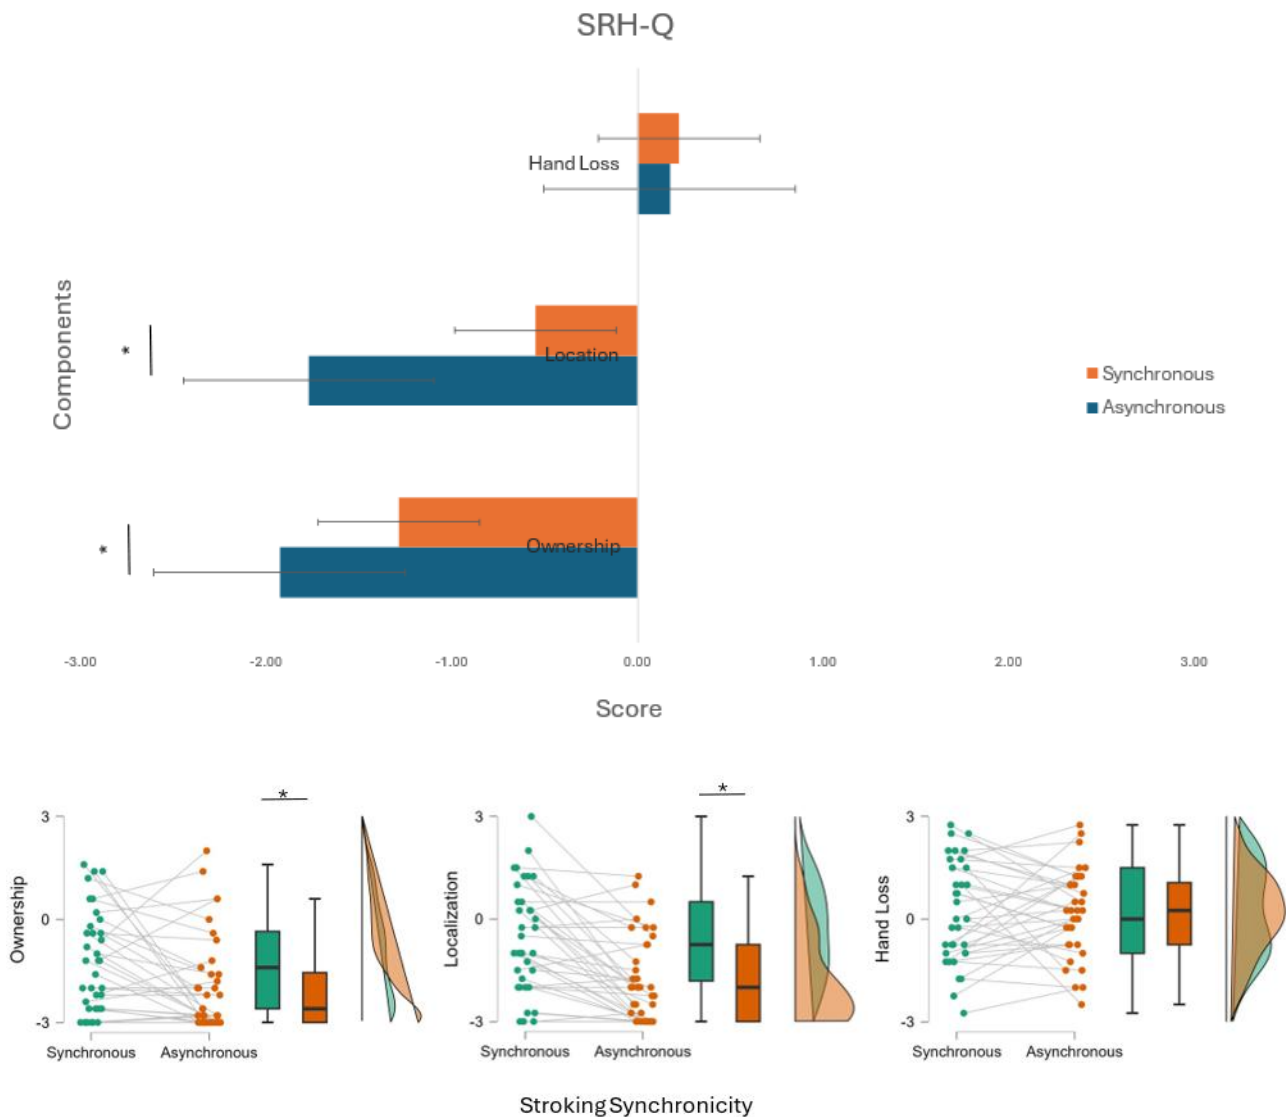 SRH-Q
Hand Loss
Components
*
Location
Synchronous
Asynchronous
*
Ownership
-3.00 -2.00 -1.00 0.00 1.00 2.00 3.00
Score
*
3
0
-3
Ownership
Synchronous Asynchronous
*
3
0
-3
Localization
Synchronous Asynchronous
3
0
-3
Hand Loss
Synchronous Asynchronous
Stroking Synchronicity